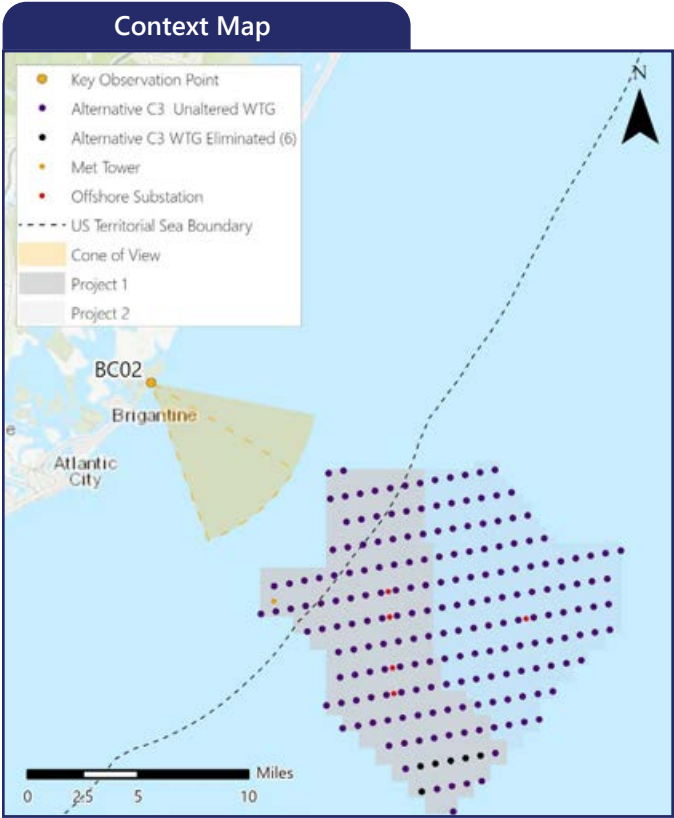 Context Map
Key Observation Point
Alternative C3 Unaltered WTG
Alternative C3 WTG Eliminated (6)
Met Tower
Offshore Substation
US Territorial Sea Boundary
Cone of View
Project 1
Project 2
N
BC02
Brigantine
e
Atlantic
City
Miles
0 2.5 5 10